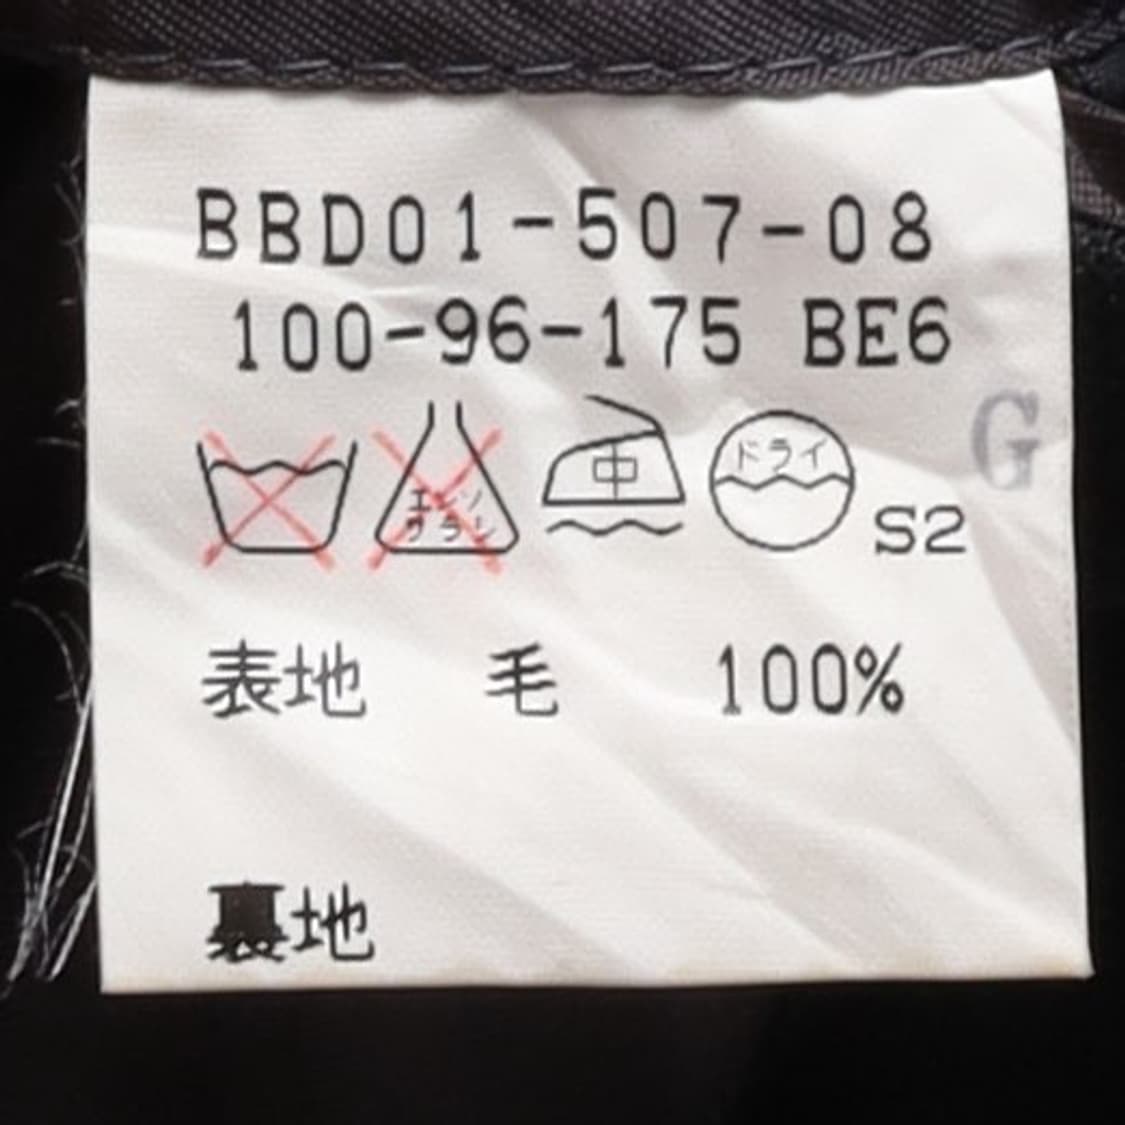 BBD01-507-08
100-96-175 BE6
G
エンソ
サラシ
中
ドライ
S2
表地 毛 100%
裏地